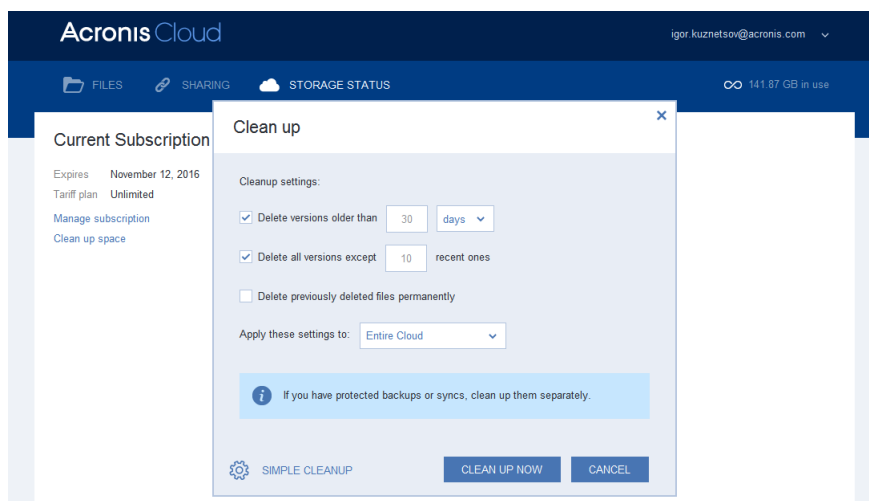 Acronis Cloud
igor.kuznetsov@acronis.com
FILES SHARING STORAGE STATUS 141.87 GB in use
Current Subscription
Expires November 12, 2016
Tariff plan Unlimited
Manage subscription
Clean up space
Clean up
Cleanup settings:
Delete versions older than 30 days
Delete all versions except 10 recent ones
Delete previously deleted files permanently
Apply these settings to: Entire Cloud
If you have protected backups or syncs, clean up them separately.
SIMPLE CLEANUP CLEAN UP NOW CANCEL